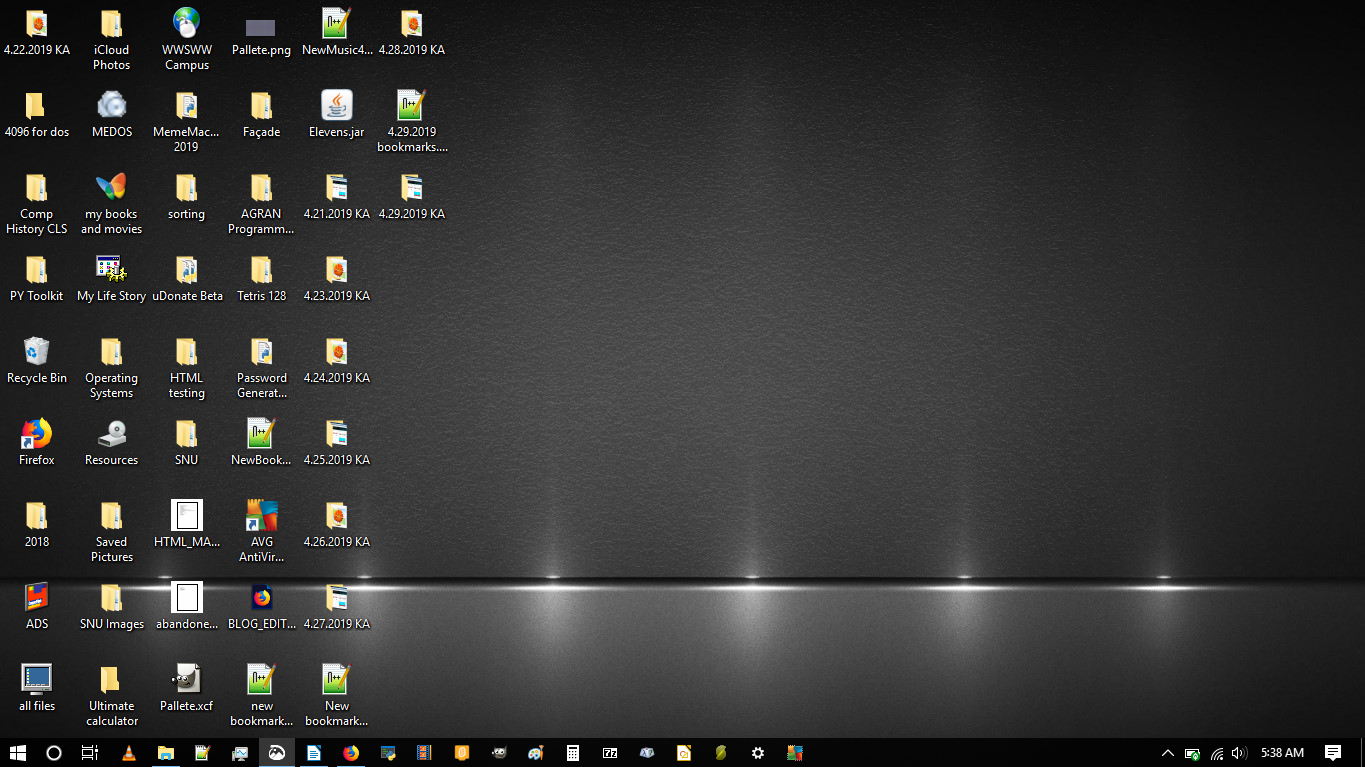 4.22.2019 KA
iCloud
Photos
WWSWW
Campus
Pallete.png
NewMusic4...
4.28.2019 KA
4096 for dos
MEDOS
MemeMac...
2019
Façade
Elevens.jar
4.29.2019
bookmarks....
Comp
History CLS
my books
and movies
sorting
AGRAN
Programm...
4.21.2019 KA
4.29.2019 KA
PY Toolkit
My Life Story
uDonate Beta
Tetris 128
4.23.2019 KA
Recycle Bin
Operating
Systems
HTML
testing
Password
Generat...
4.24.2019 KA
Firefox
Resources
SNU
NewBook...
4.25.2019 KA
2018
Saved
Pictures
HTML_MA...
AVG
AntiVir...
4.26.2019 KA
ADS
SNU Images
abandone...
BLOG_EDIT...
4.27.2019 KA
all files
Ultimate
calculator
Pallete.xcf
new
bookmark...
New
bookmark...
5:38 AM